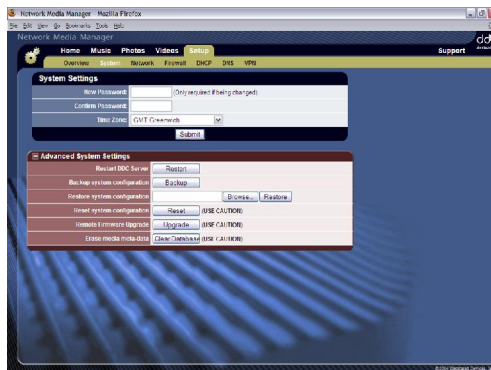 Network Media Manager - Mozilla Firefox
File Edit View Go Bookmarks Tools Help
Network Media Manager
Home Music Photos Videos Setup Support
Overview System Network Firewall DHCP DNS VPN
System Settings
New Password: (Only required if being changed)
Confirm Password:
Time Zone: GMT Greenwich
Submit
Advanced System Settings
Restart DDC Server Restart
Backup system configuration Backup
Restore system configuration Browse... Restore
Reset system configuration Reset (USE CAUTION)
Remote Firmware Upgrade Upgrade (USE CAUTION)
Erase media meta-data Clear Database (USE CAUTION)